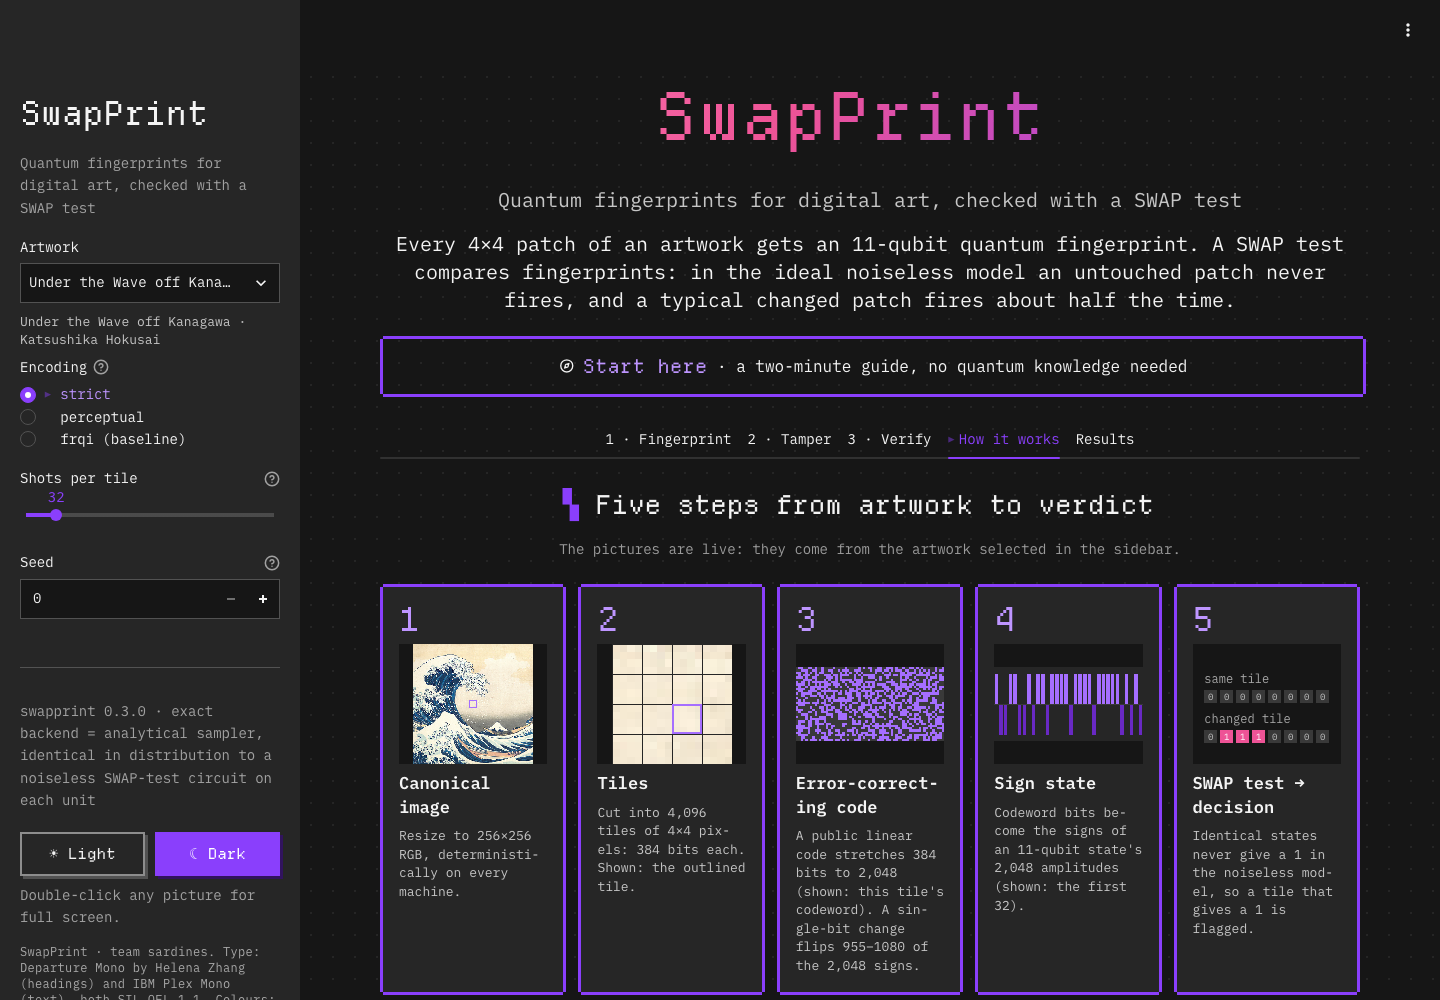 SwapPrint
Quantum fingerprints for
digital art, checked with a
SWAP test
Artwork
Under the Wave off Kana…
Under the Wave off Kanagawa ·
Katsushika Hokusai
Encoding
strict
perceptual
frqi (baseline)
Shots per tile
32
Seed
0
swapprint 0.3.0 · exact
backend = analytical sampler,
identical in distribution to a
noiseless SWAP-test circuit on
each unit
☀ Light
☾ Dark
Double-click any picture for
full screen.
SwapPrint · team sardines. Type:
Departure Mono by Helena Zhang
(headings) and IBM Plex Mono
(text), both SIL OFL 1.1. Colours:
SwapPrint
Quantum fingerprints for digital art, checked with a SWAP test
Every 4×4 patch of an artwork gets an 11-qubit quantum fingerprint. A SWAP test
compares fingerprints: in the ideal noiseless model an untouched patch never
fires, and a typical changed patch fires about half the time.
Start here · a two-minute guide, no quantum knowledge needed
1 · Fingerprint 2 · Tamper 3 · Verify ▸How it works Results
Five steps from artwork to verdict
The pictures are live: they come from the artwork selected in the sidebar.
1
Canonical
image
Resize to 256×256
RGB, deterministi-
cally on every
machine.
2
Tiles
Cut into 4,096
tiles of 4×4 pix-
els: 384 bits each.
Shown: the outlined
tile.
3
Error-correct-
ing code
A public linear
code stretches 384
bits to 2,048
(shown: this tile's
codeword). A sin-
gle-bit change
flips 955–1080 of
the 2,048 signs.
4
Sign state
Codeword bits be-
come the signs of
an 11-qubit state's
2,048 amplitudes
(shown: the first
32).
5
same tile
0 0 0 0 0 0 0 0
changed tile
0 1 1 1 0 0 0 0
SWAP test →
decision
Identical states
never give a 1 in
the noiseless mod-
el, so a tile that
gives a 1 is
flagged.